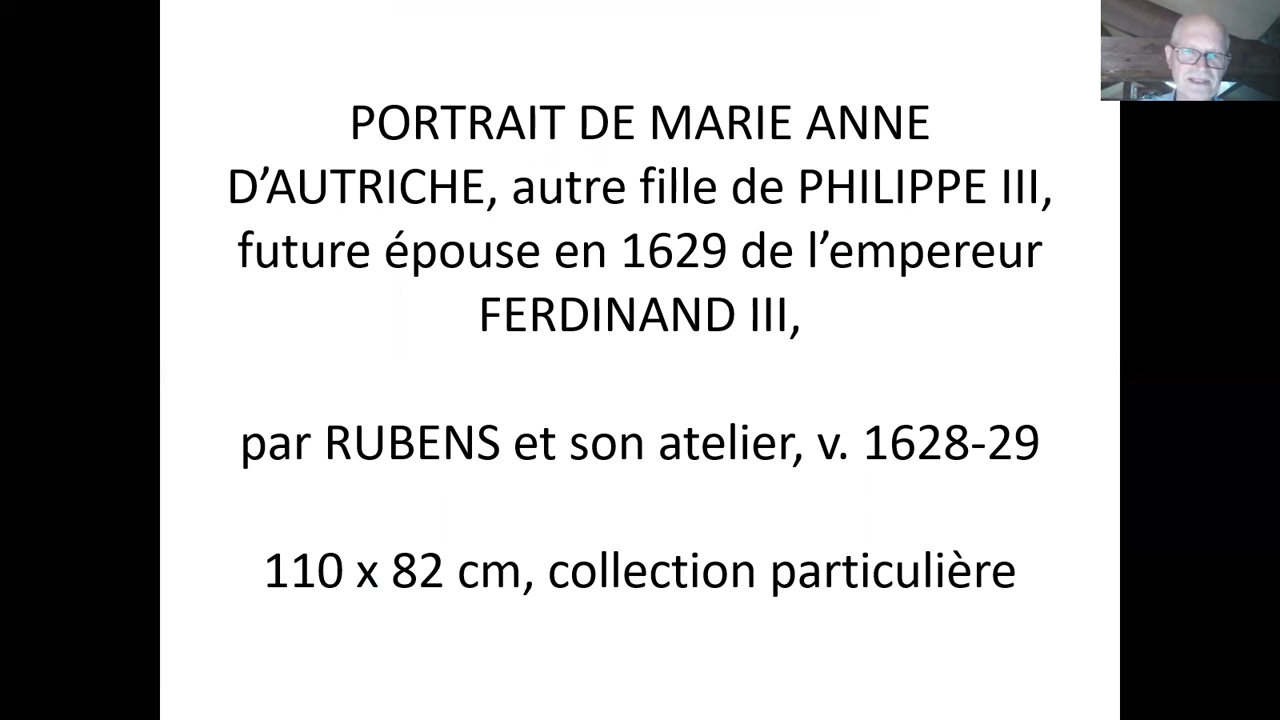 PORTRAIT DE MARIE ANNE
D’AUTRICHE, autre fille de PHILIPPE III,
future épouse en 1629 de l’empereur
FERDINAND III,
par RUBENS et son atelier, v. 1628-29
110 x 82 cm, collection particulière